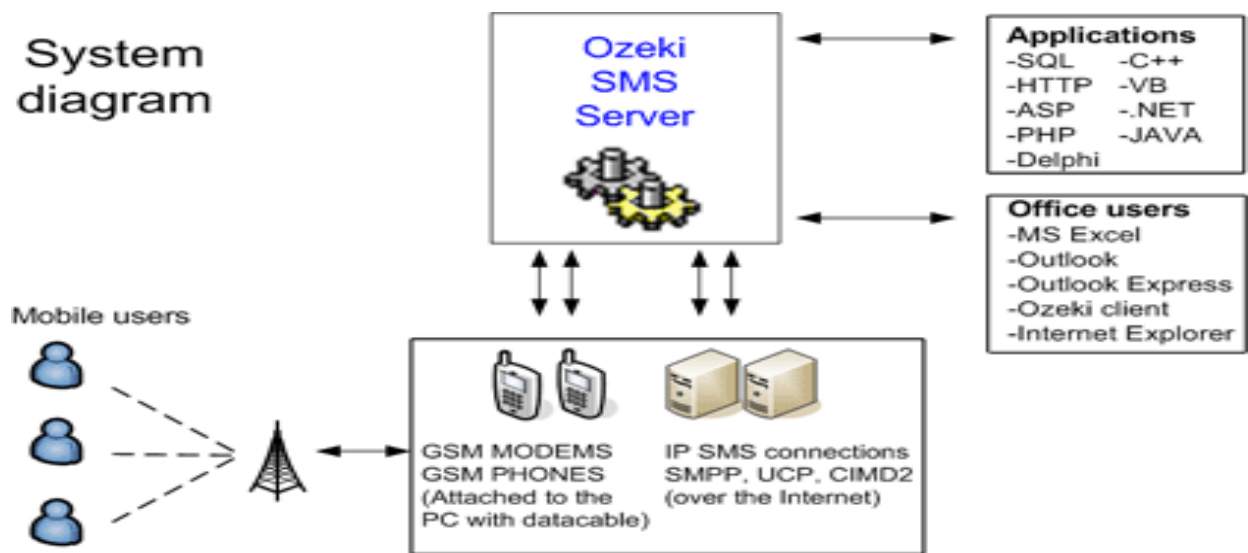 System
diagram
Ozeki
SMS
Server
Applications
-SQL -C++
-HTTP -VB
-ASP -.NET
-PHP -JAVA
-Delphi
Office users
-MS Excel
-Outlook
-Outlook Express
-Ozeki client
-Internet Explorer
Mobile users
GSM MODEMS
GSM PHONES
(Attached to the
PC with datacable)
IP SMS connections
SMPP, UCP, CIMD2
(over the Internet)